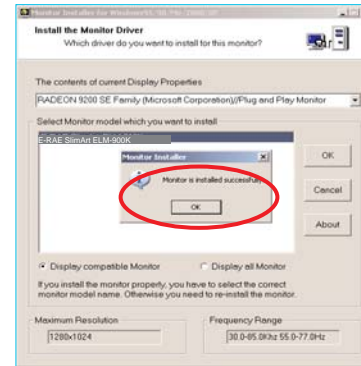 Monitor Installer for Windows95/98/Me/2000/XP
Install the Monitor Driver
Which driver do you want to install for this monitor?
The contents of current Display Properties
RADEON 9200 SE Family (Microsoft Corporation)//Plug and Play Monitor
Select Monitor model which you want to install
E-RAE SlimArt ELM-900K
Monitor Installer
Monitor is installed successfully
OK
OK
Cancel
About
Display compatible Monitor
Display all Monitor
If you install the monitor properly, you have to select the correct
monitor model name. Otherwise you need to re-install the monitor.
Maximum Resolution
Frequency Range
1280x1024
30.0-85.0Khz 55.0-77.0Hz